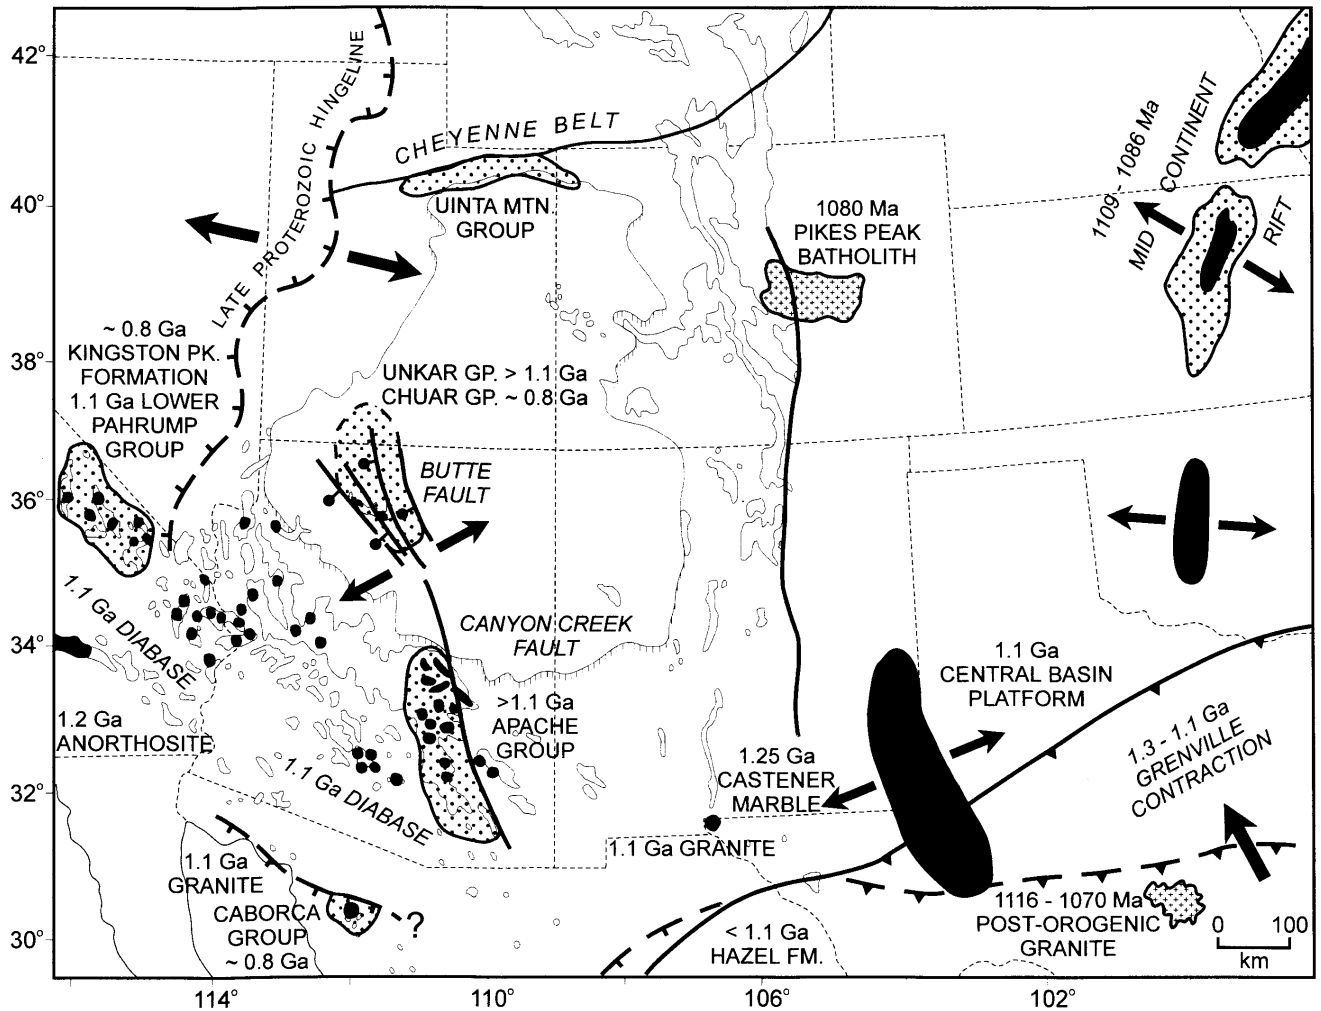 42°
40°
38°
36°
34°
32°
30°
114°
110°
106°
102°
LATE PROTEROZOIC HINGELINE
CHEYENNE BELT
UINTA MTN
GROUP
1080 Ma
PIKES PEAK
BATHOLITH
1109 - 1086 Ma
MID CONTINENT RIFT
~ 0.8 Ga
KINGSTON PK.
FORMATION
1.1 Ga LOWER
PAHRUMP
GROUP
UNKAR GP. > 1.1 Ga
CHUAR GP. ~ 0.8 Ga
BUTTE
FAULT
1.1 Ga DIABASE
CANYON CREEK
FAULT
1.2 Ga
ANORTHOSITE
>1.1 Ga
APACHE
GROUP
1.1 Ga DIABASE
1.1 Ga
CENTRAL BASIN
PLATFORM
1.25 Ga
CASTENER
MARBLE
1.3 - 1.1 Ga
GRENVILLE
CONTRACTION
1.1 Ga GRANITE
1.1 Ga
GRANITE
CABORCA
GROUP
~ 0.8 Ga
?
< 1.1 Ga
HAZEL FM.
1116 - 1070 Ma
POST-OROGENIC
GRANITE
0 100
km